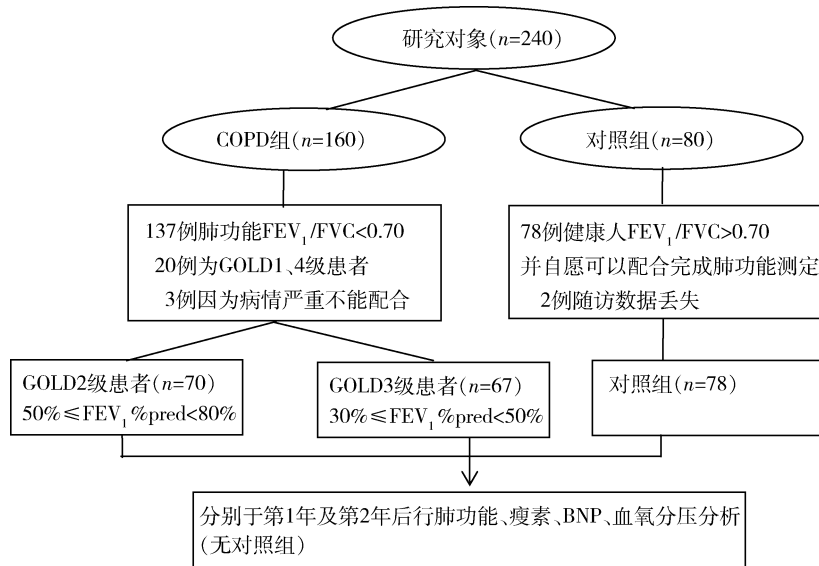 研究对象(n=240)
COPD组(n=160)
对照组(n=80)
137例肺功能FEV₁/FVC<0.70
20例为GOLD1、4级患者
3例因为病情严重不能配合
78例健康人FEV₁/FVC>0.70
并自愿可以配合完成肺功能测定
2例随访数据丢失
GOLD2级患者(n=70)
50%≤FEV₁%pred<80%
GOLD3级患者(n=67)
30%≤FEV₁%pred<50%
对照组(n=78)
分别于第1年及第2年后行肺功能、瘦素、BNP、血氧分压分析
(无对照组)